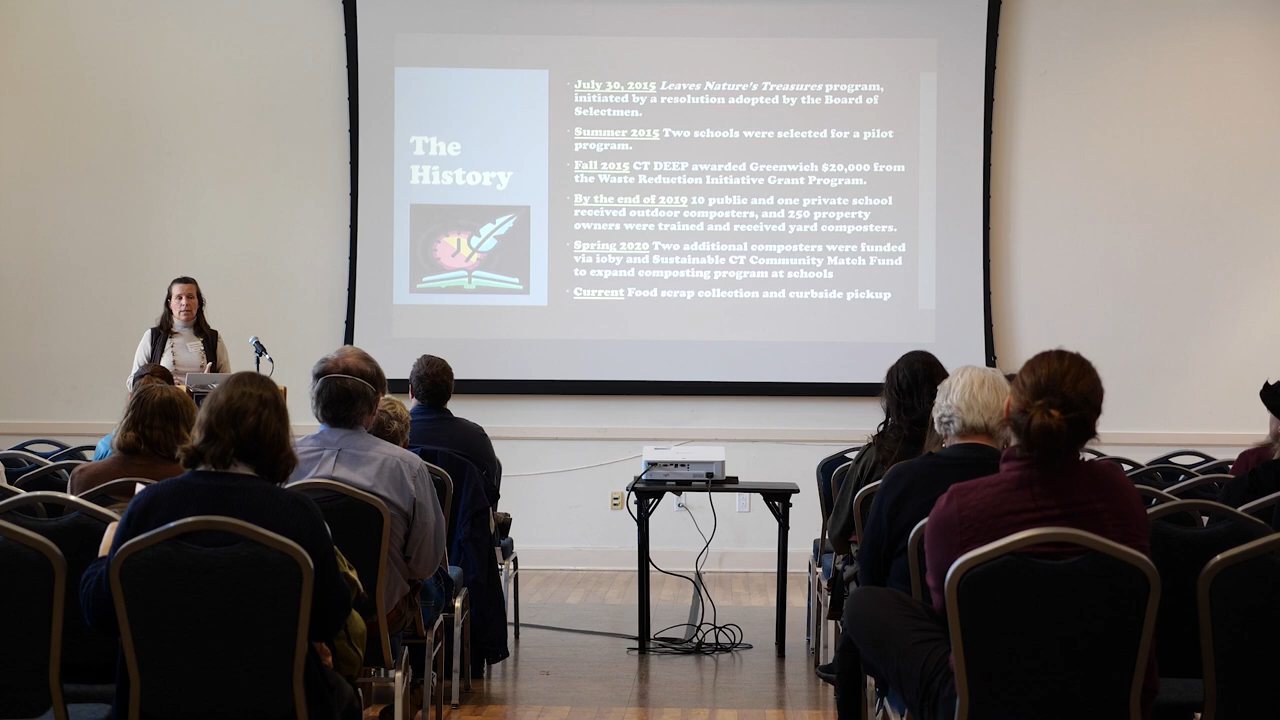 The
History
July 30, 2015 Leaves Nature's Treasures program,
initiated by a resolution adopted by the Board of
Selectmen.
Summer 2015 Two schools were selected for a pilot
program.
Fall 2015 CT DEEP awarded Greenwich $20,000 from
the Waste Reduction Initiative Grant Program.
By the end of 2019 10 public and one private school
received outdoor composters, and 250 property
owners were trained and received yard composters.
Spring 2020 Two additional composters were funded
via ioby and Sustainable CT Community Match Fund
to expand composting program at schools
Current Food scrap collection and curbside pickup